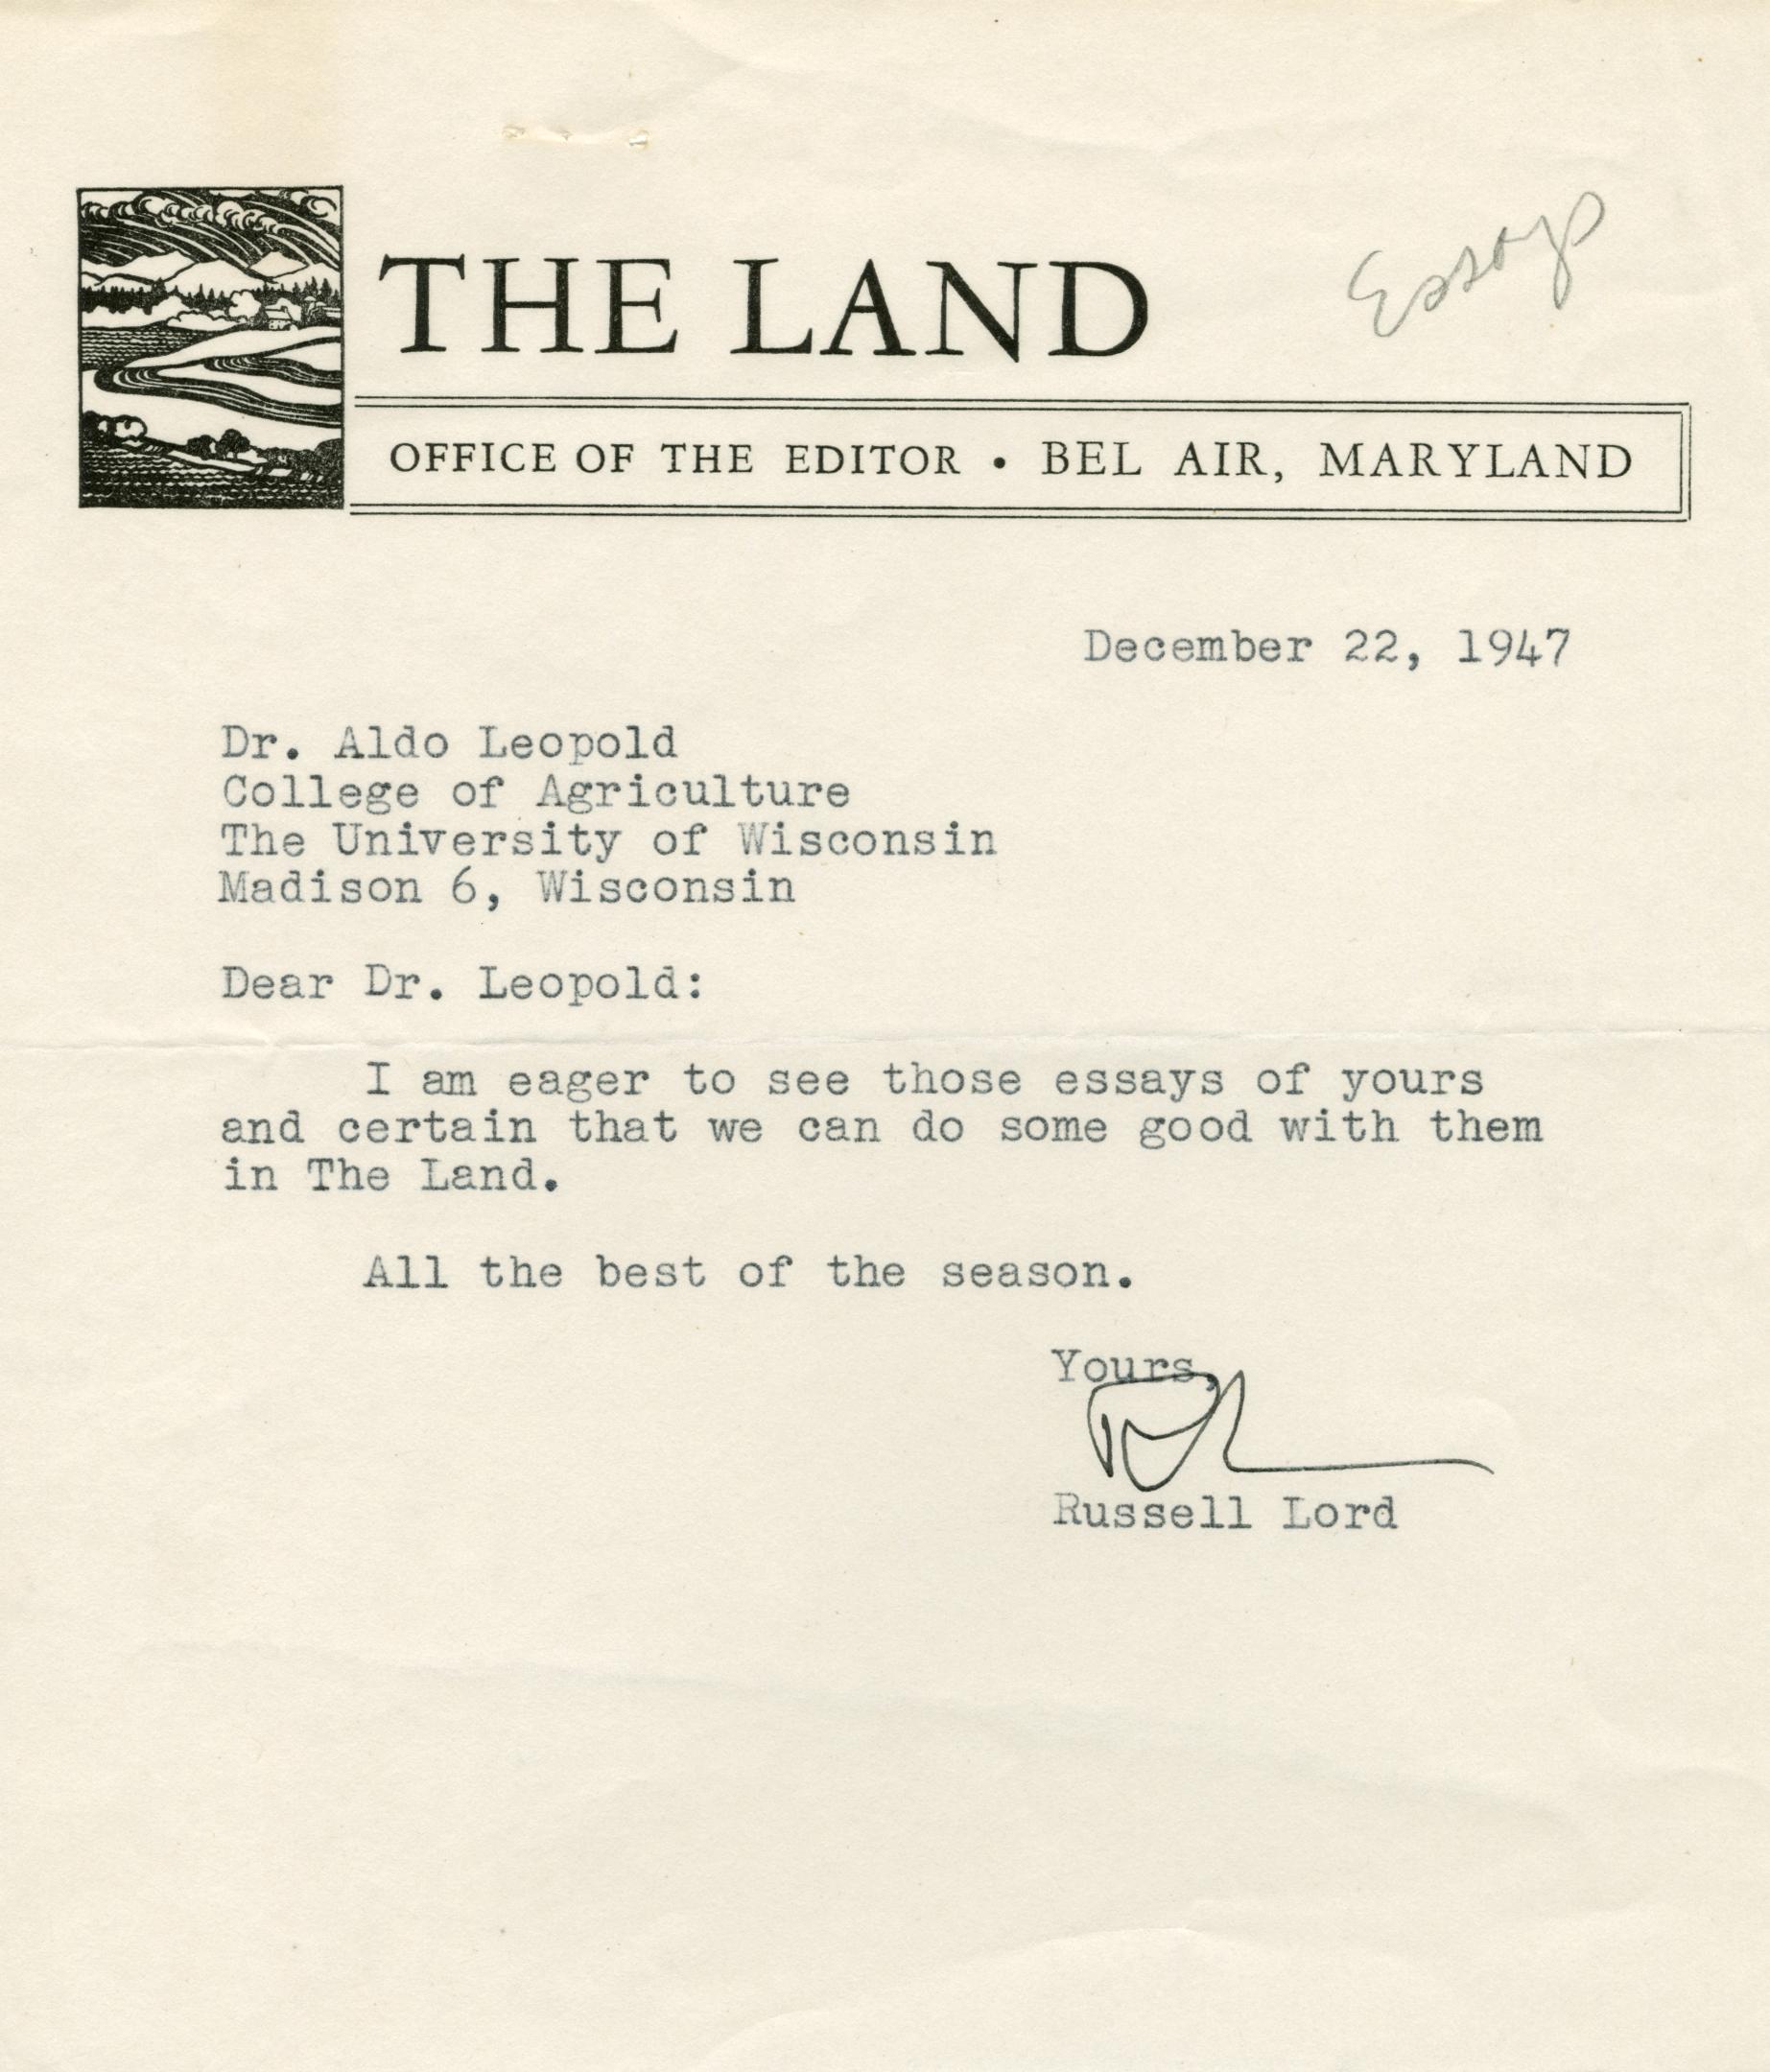 THE LAND
Essays
OFFICE OF THE EDITOR • BEL AIR, MARYLAND
December 22, 1947
Dr. Aldo Leopold
College of Agriculture
The University of Wisconsin
Madison 6, Wisconsin
Dear Dr. Leopold:
I am eager to see those essays of yours
and certain that we can do some good with them
in The Land.
All the best of the season.
Yours,
Russell Lord